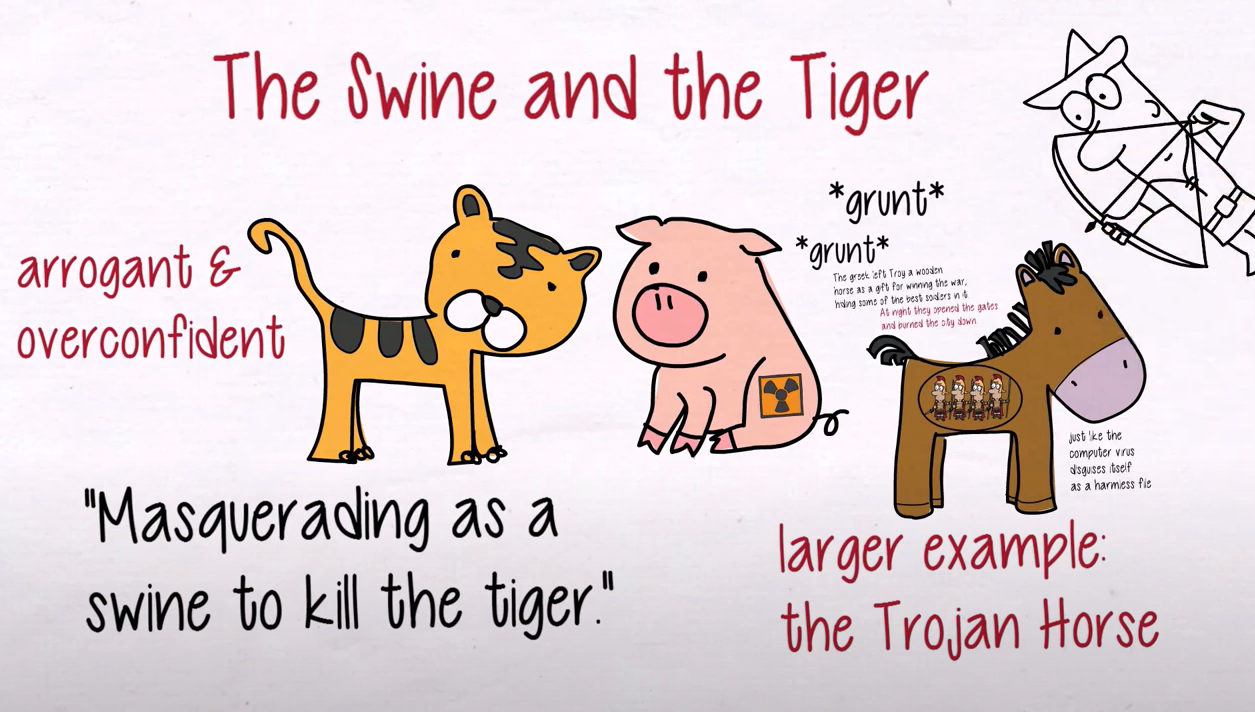 The Swine and the Tiger
arrogant &
overconfident
*grunt*
*grunt*
The greek left Troy a wooden
horse as a gift for winning the war,
hiding some of the best soldiers in it.
At night they opened the gates
and burned the city down
just like the
computer virus
disguises itself
as a harmless file
"Masquerading as a
swine to kill the tiger."
larger example:
the Trojan Horse